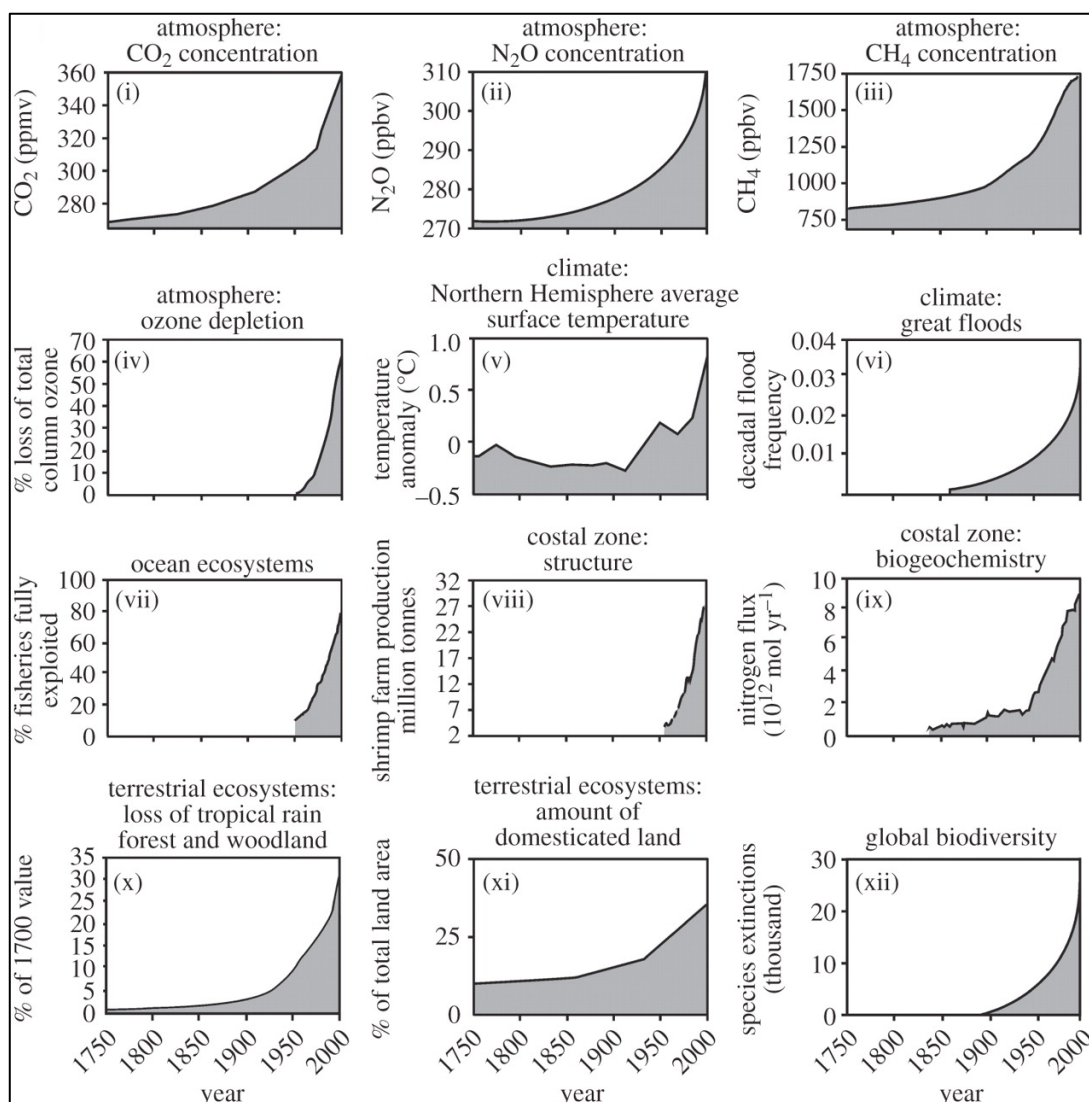 atmosphere:
CO₂ concentration
CO₂ (ppmv)
360
340
320
300
280
(i)
atmosphere:
N₂O concentration
N₂O (ppbv)
310
300
290
280
270
(ii)
atmosphere:
CH₄ concentration
CH₄ (ppbv)
1750
1500
1250
1000
750
(iii)
atmosphere:
ozone depletion
% loss of total
column ozone
70
60
50
40
30
20
10
0
(iv)
1750
1800
1850
1900
1950
2000
climate:
Northern Hemisphere average
surface temperature
temperature
anomaly (°C)
1.0
0
–0.5
(v)
climate:
great floods
decadal flood
frequency
0.04
0.03
0.02
0.01
(vi)
ocean ecosystems
% fisheries fully
exploited
100
80
60
40
20
0
(vii)
costal zone:
structure
shrimp farm production
million tonnes
32
27
22
17
12
7
2
(viii)
costal zone:
biogeochemistry
nitrogen flux
(10¹² mol yr⁻¹)
10
8
6
4
2
0
(ix)
terrestrial ecosystems:
loss of tropical rain
forest and woodland
% of 1700 value
35
30
25
20
15
10
5
0
(x)
1750
1800
1850
1900
1950
2000
year
terrestrial ecosystems:
amount of
domesticated land
% of total land area
50
25
0
(xi)
1750
1800
1850
1900
1950
2000
year
global biodiversity
species extinctions
(thousand)
30
20
10
0
(xii)
1750
1800
1850
1900
1950
2000
year